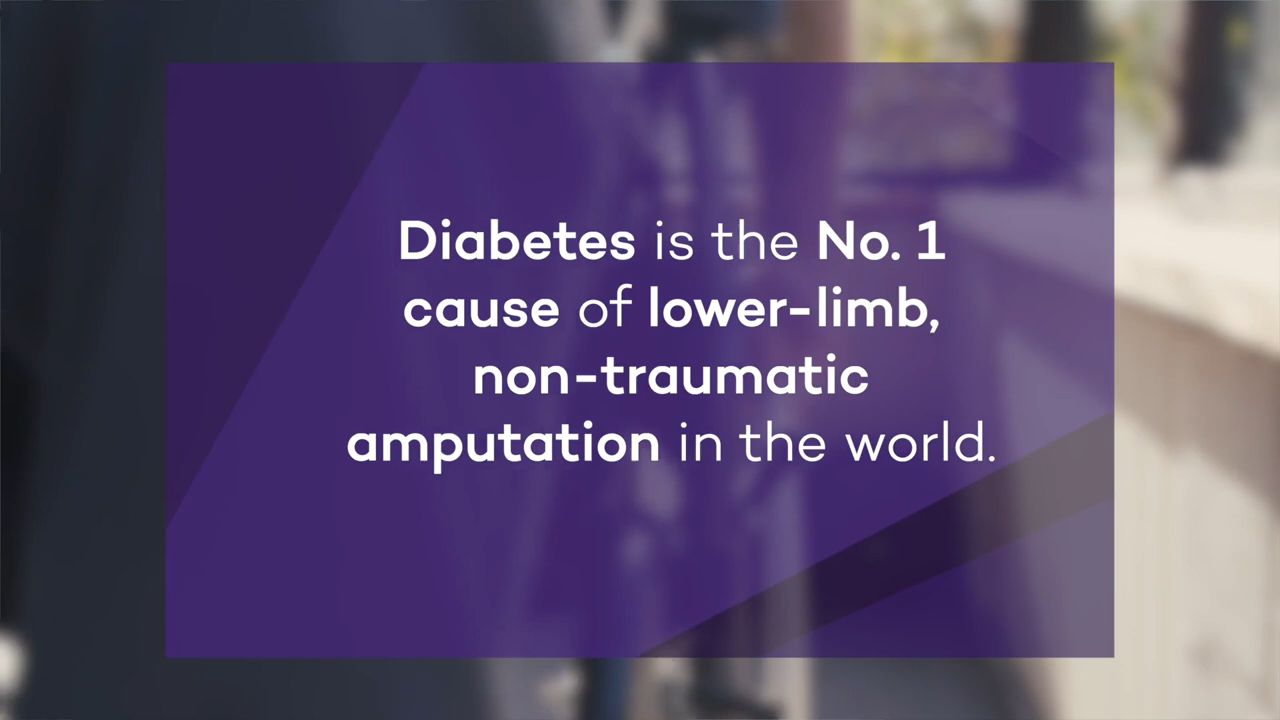 Diabetes is the No. 1
cause of lower-limb,
non-traumatic
amputation in the world.